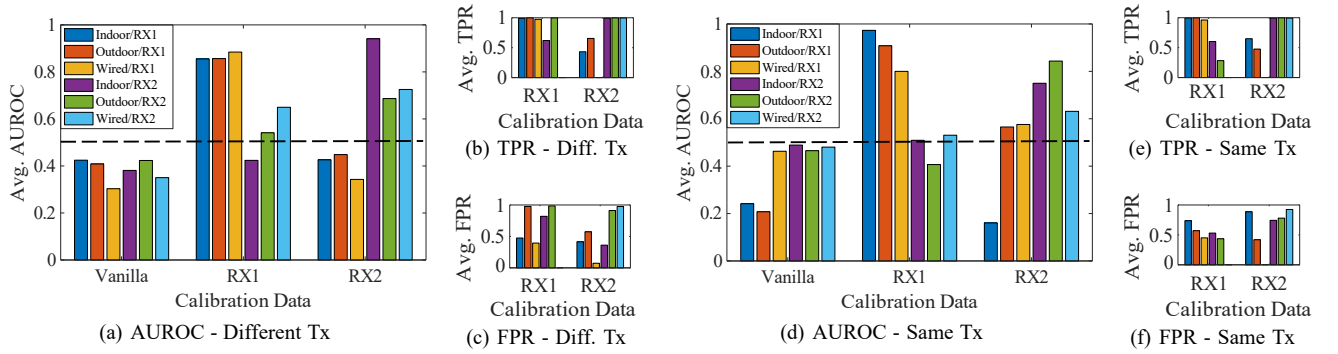 1
0.8
0.6
0.4
0.2
0
Avg. AUROC
Indoor/RX1
Outdoor/RX1
Wired/RX1
Indoor/RX2
Outdoor/RX2
Wired/RX2
Vanilla
RX1
RX2
Calibration Data
(a) AUROC - Different Tx
1
0.5
0
Avg. TPR
RX1
RX2
Calibration Data
(b) TPR - Diff. Tx
1
0.5
0
Avg. FPR
RX1
RX2
Calibration Data
(c) FPR - Diff. Tx
1
0.8
0.6
0.4
0.2
0
Avg. AUROC
Indoor/RX1
Outdoor/RX1
Wired/RX1
Indoor/RX2
Outdoor/RX2
Wired/RX2
Vanilla
RX1
RX2
Calibration Data
(d) AUROC - Same Tx
1
0.5
0
Avg. TPR
RX1
RX2
Calibration Data
(e) TPR - Same Tx
1
0.5
0
Avg. FPR
RX1
RX2
Calibration Data
(f) FPR - Same Tx